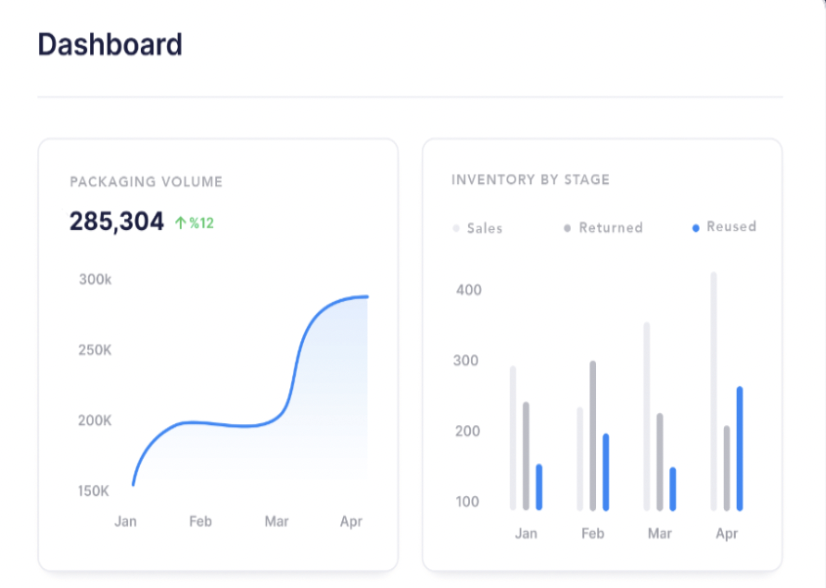 Dashboard
PACKAGING VOLUME
285,304 ↑%12
300k
250K
200K
150K
Jan Feb Mar Apr
INVENTORY BY STAGE
Sales Returned Reused
400
300
200
100
Jan Feb Mar Apr